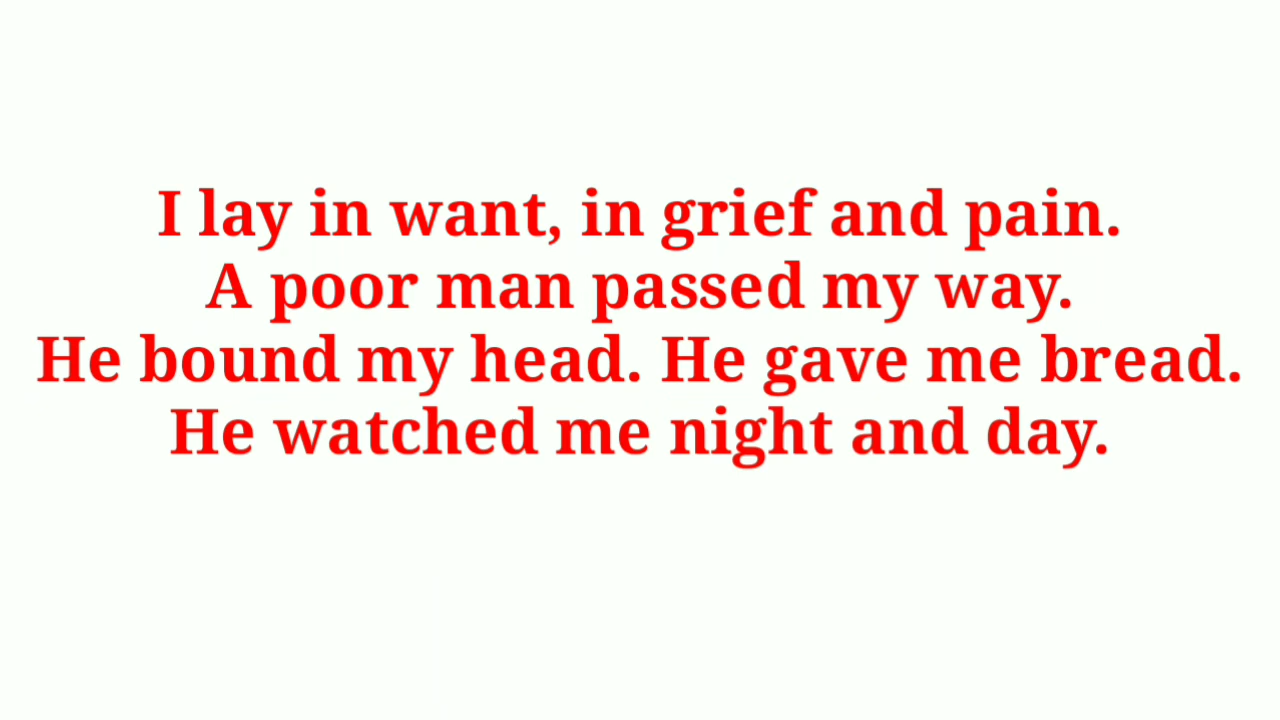 I lay in want, in grief and pain.
A poor man passed my way.
He bound my head. He gave me bread.
He watched me night and day.